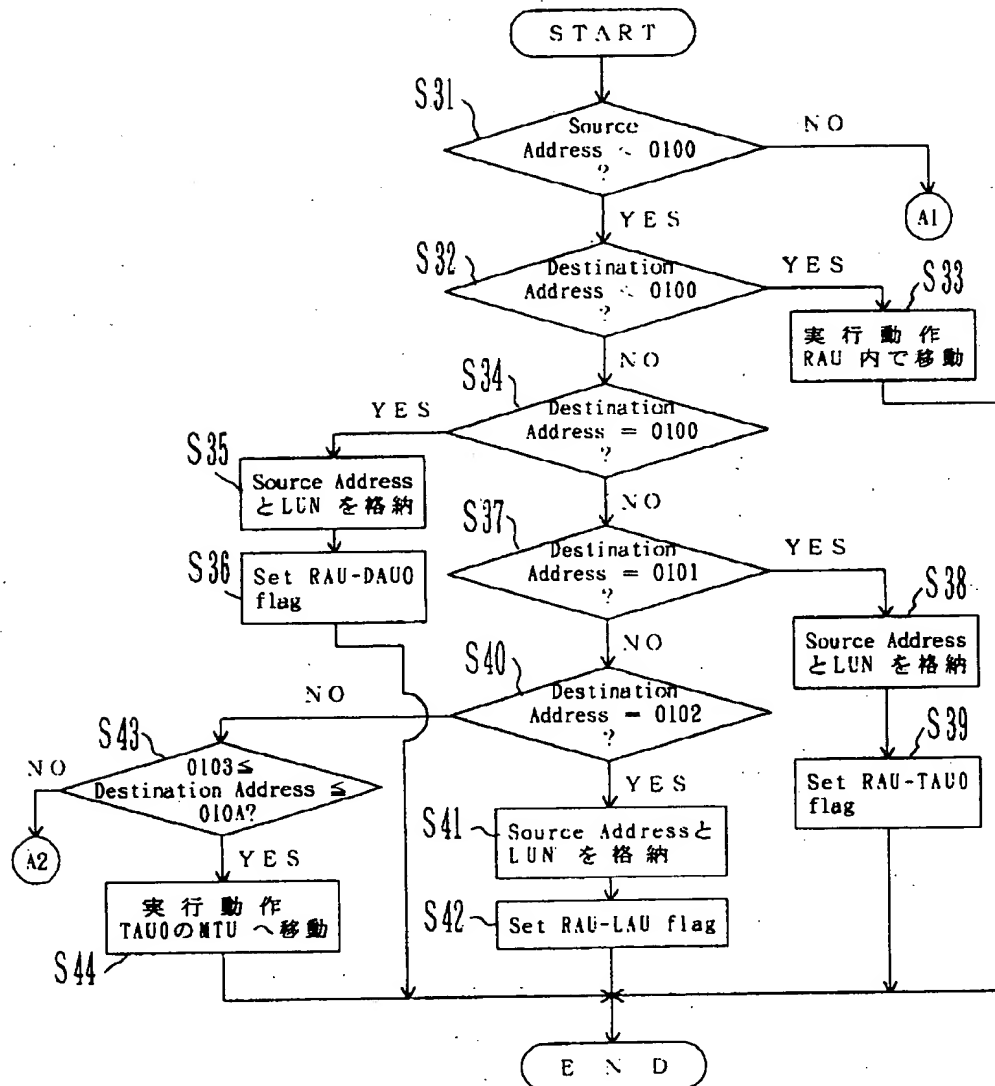 START
S31
Source
Address < 0100
?
NO
A1
YES
S32
Destination
Address < 0100
?
YES
S33
実行動作
RAU 内で移動
NO
S34
Destination
Address = 0100
?
YES
S35
Source Address
とLUN を格納
S36
Set RAU-DAU0
flag
NO
S37
Destination
Address = 0101
?
YES
S38
Source Address
とLUN を格納
S39
Set RAU-TAU0
flag
NO
S40
Destination
Address = 0102
?
NO
S43
0103≦
Destination Address ≦
010A?
NO
A2
YES
実行動作
TAU0のMTU へ移動
S44
YES
S41
Source Addressと
LUN を格納
S42
Set RAU-LAU flag
END